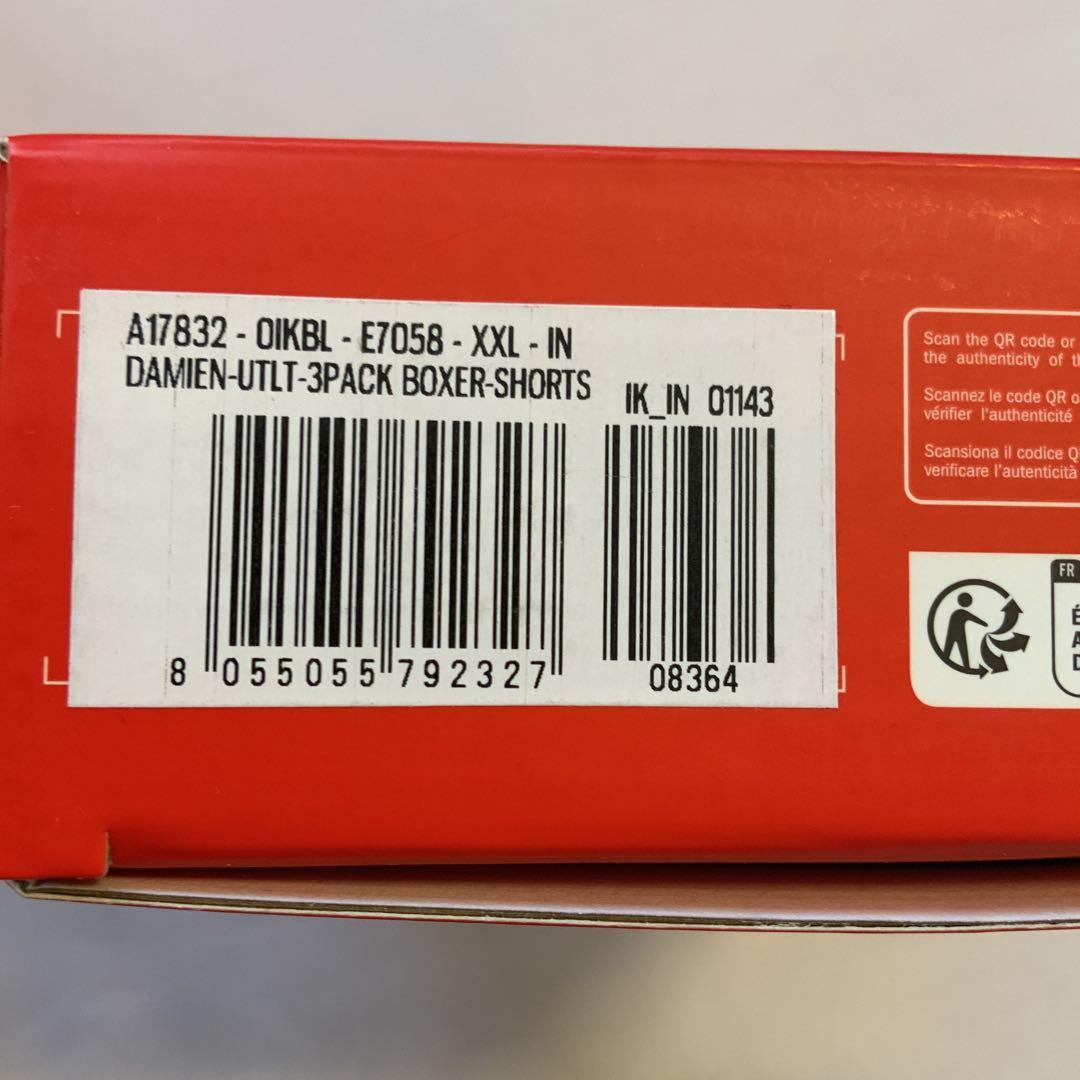 A17832 - 0IKBL - E7058 - XXL - IN
DAMIEN-UTLT-3PACK BOXER-SHORTS
IK_IN 01143
8 055055 792327
08364
Scan the QR code or
the authenticity of
Scannez le code QR
vérifier l'authenticité
Scansiona il codice
verificare l'autenticità
FR